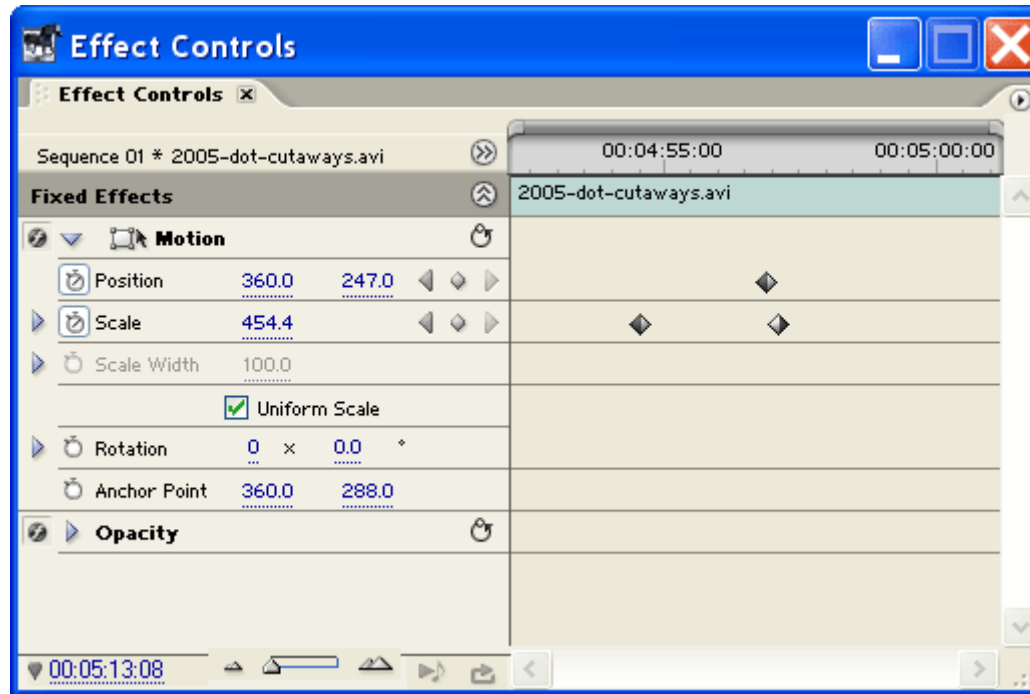 Effect Controls
Effect Controls
Sequence 01 * 2005-dot-cutaways.avi
00:04:55:00 00:05:00:00
Fixed Effects
2005-dot-cutaways.avi
Motion
Position 360.0 247.0
Scale 454.4
Scale Width 100.0
Uniform Scale
Rotation 0 x 0.0 °
Anchor Point 360.0 288.0
Opacity
00:05:13:08